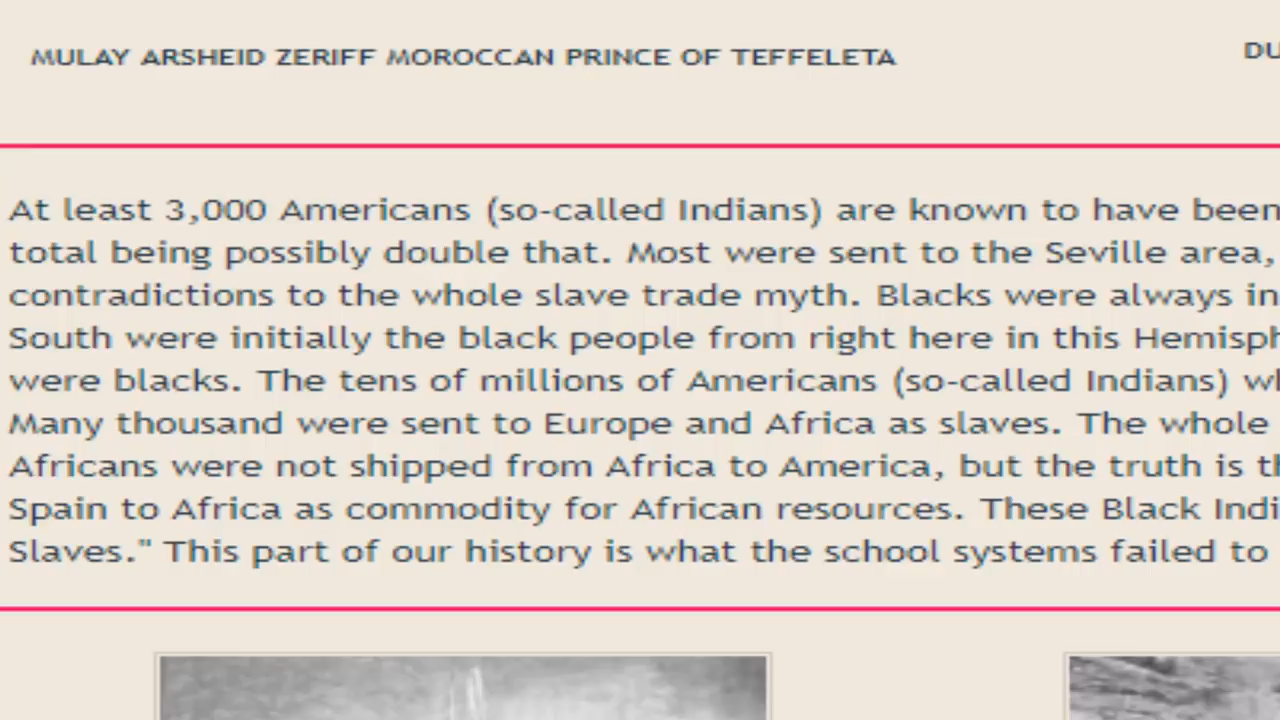 MULAY ARSHEID ZERIFF MOROCCAN PRINCE OF TEFFELETA
DU
At least 3,000 Americans (so-called Indians) are known to have been
total being possibly double that. Most were sent to the Seville area,
contradictions to the whole slave trade myth. Blacks were always in
South were initially the black people from right here in this Hemisph
were blacks. The tens of millions of Americans (so-called Indians) wh
Many thousand were sent to Europe and Africa as slaves. The whole
Africans were not shipped from Africa to America, but the truth is th
Spain to Africa as commodity for African resources. These Black Indi
Slaves." This part of our history is what the school systems failed to